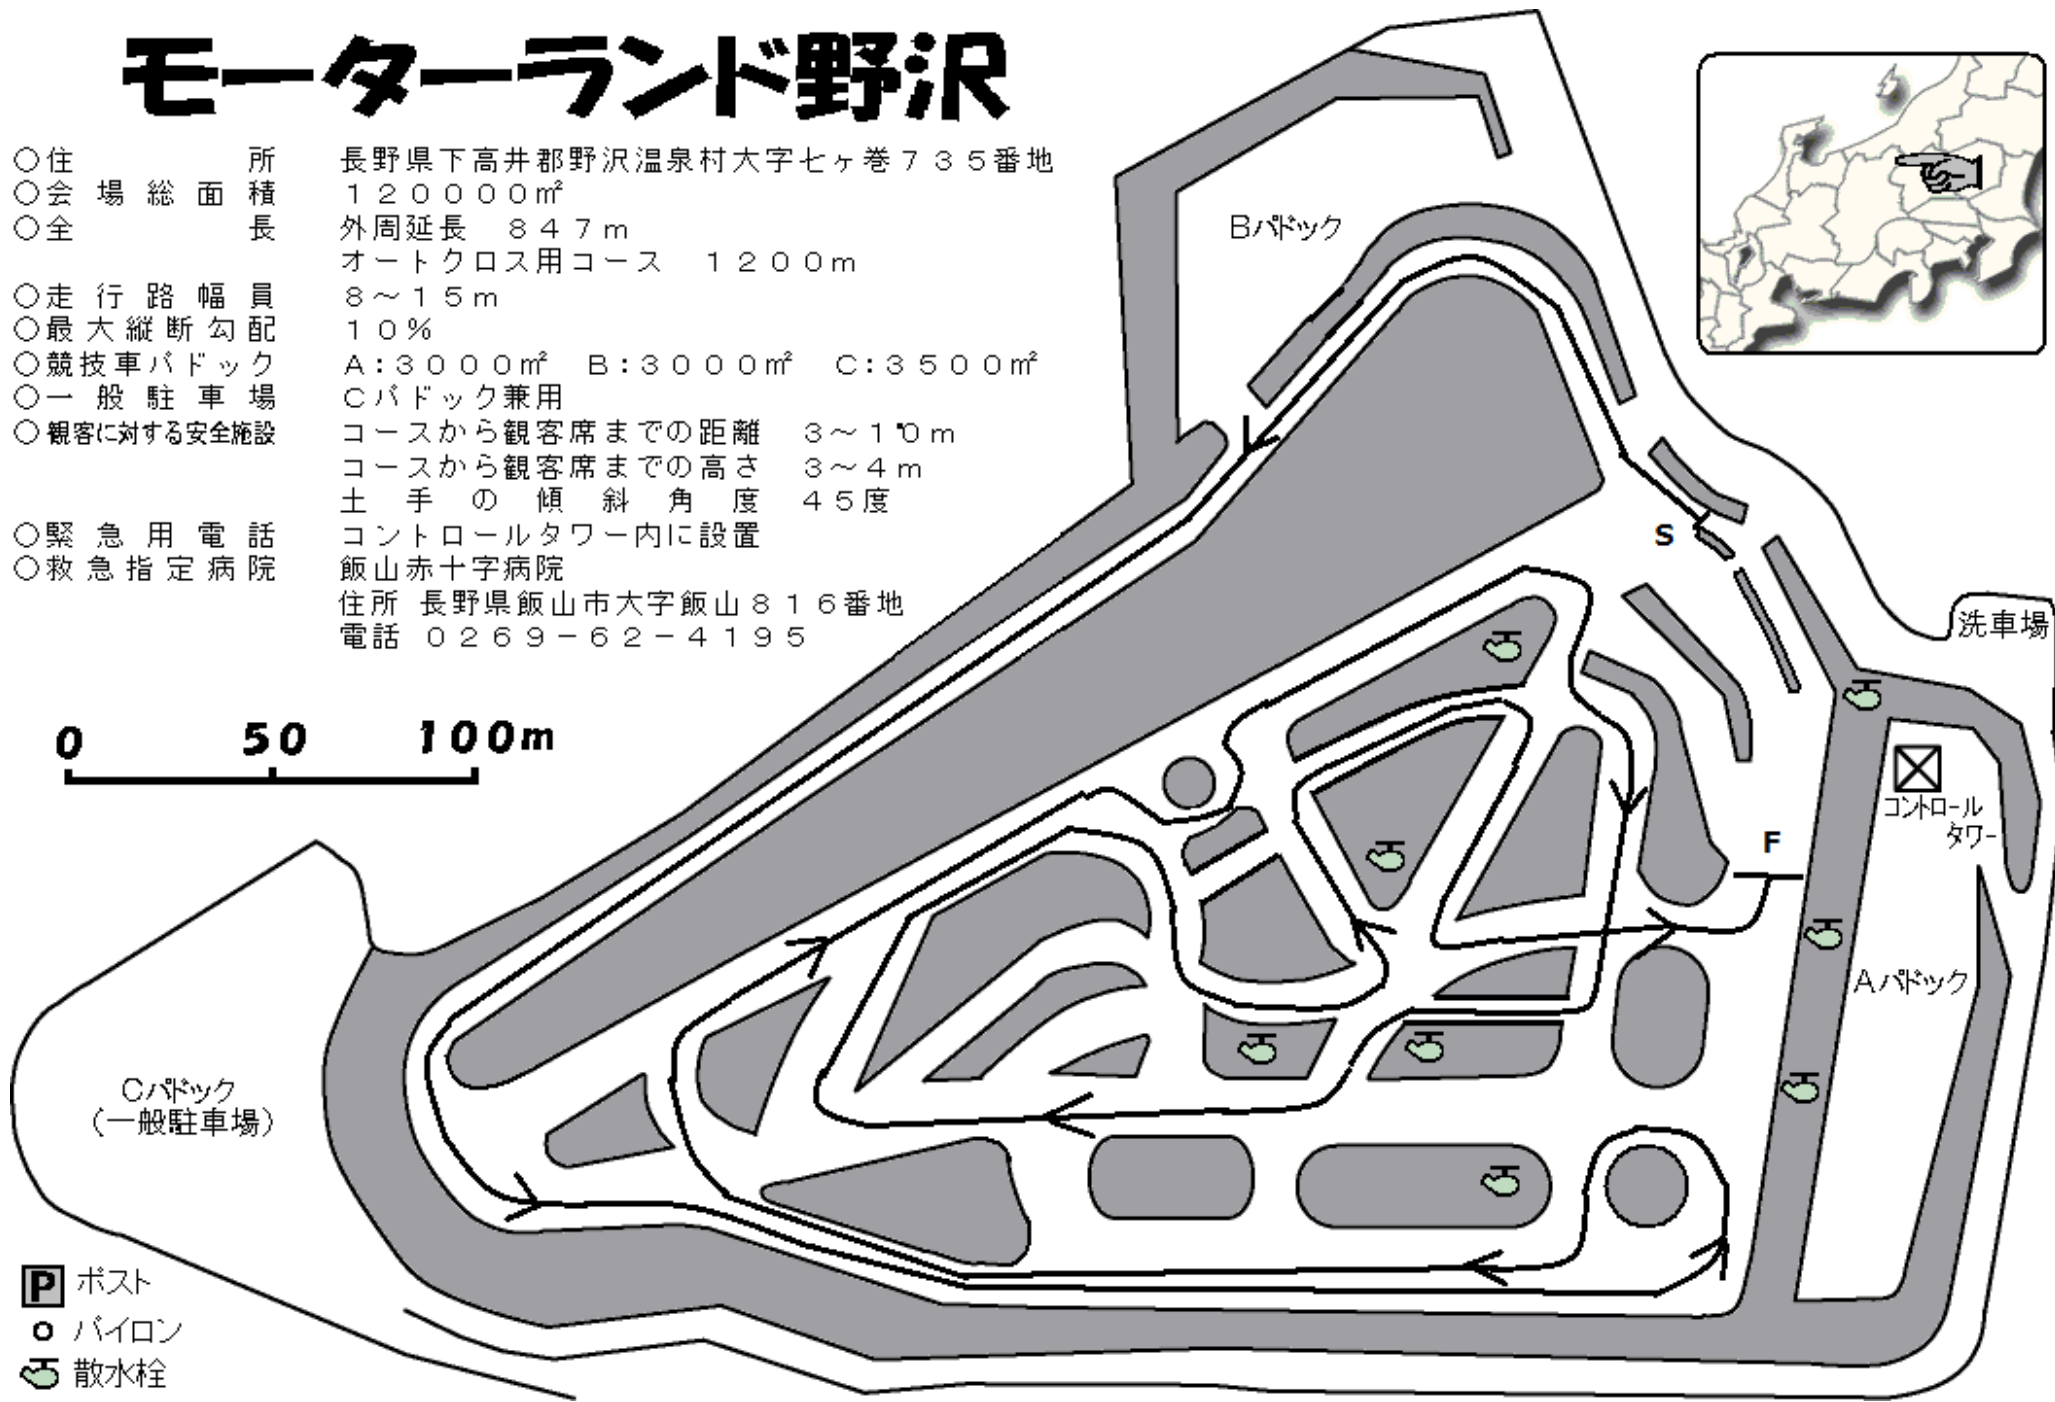 モーターランド野沢
○住所 長野県下高井郡野沢温泉村大字七ヶ巻７３５番地
○会場総面積 １２００００㎡
○全長 外周延長 ８４７ｍ
オートクロス用コース １２００ｍ
○走行路幅員 ８～１５ｍ
○最大縦断勾配 １０％
○競技車パドック Ａ：３０００㎡ Ｂ：３０００㎡ Ｃ：３５００㎡
○一般駐車場 Ｃパドック兼用
○観客に対する安全施設 コースから観客席までの距離 ３～１０ｍ
コースから観客席までの高さ ３～４ｍ
土手の傾斜角度 ４５度
○緊急用電話 コントロールタワー内に設置
○救急指定病院 飯山赤十字病院
住所 長野県飯山市大字飯山８１６番地
電話 ０２６９－６２－４１９５
0 50 100m
Ｂパドック
S
洗車場
コントロール
タワー
F
Ａパドック
Ｃパドック
（一般駐車場）
P ポスト
パイロン
散水栓